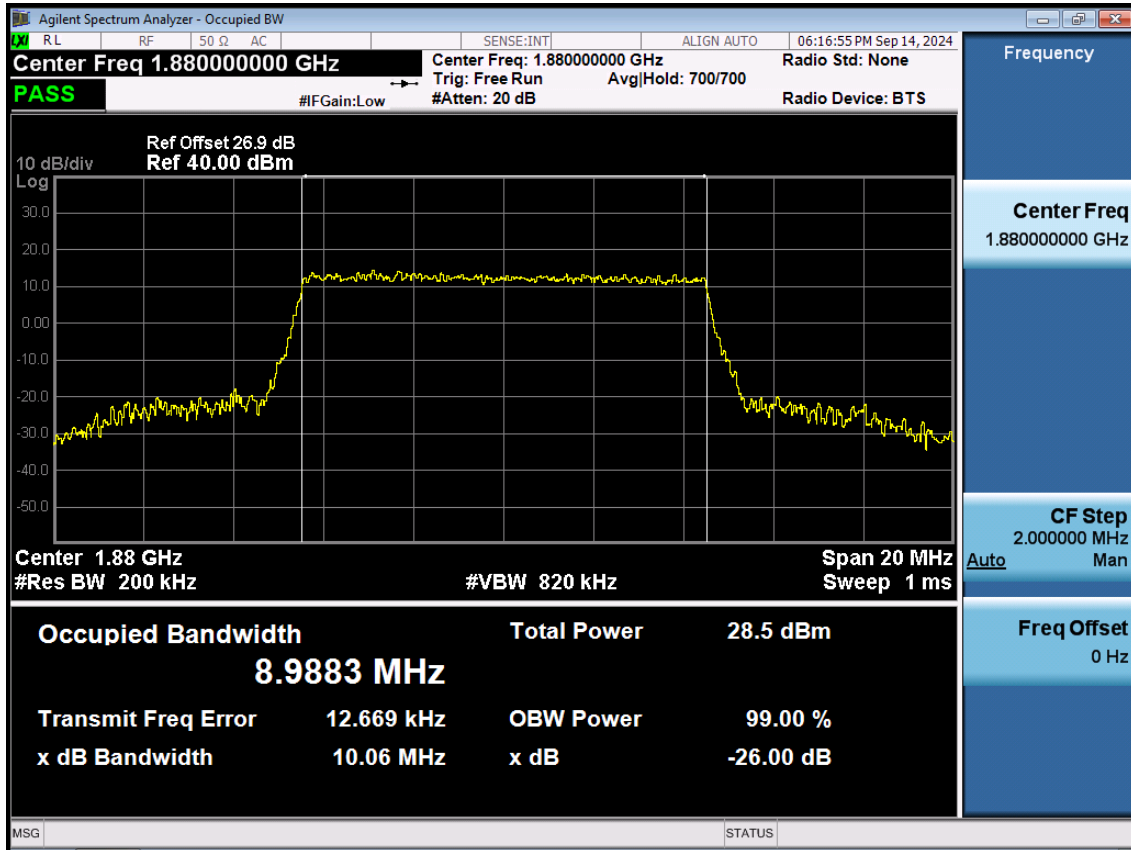 Agilent Spectrum Analyzer - Occupied BW
LXI RL RF 50 Ω AC SENSE:INT ALIGN AUTO 06:16:55 PM Sep 14, 2024
Center Freq 1.880000000 GHz
PASS
#IFGain:Low
Center Freq: 1.880000000 GHz
Trig: Free Run Avg|Hold: 700/700
#Atten: 20 dB
Radio Std: None
Radio Device: BTS
Ref Offset 26.9 dB
10 dB/div Ref 40.00 dBm
Log
30.0
20.0
10.0
0.00
-10.0
-20.0
-30.0
-40.0
-50.0
Center 1.88 GHz Span 20 MHz
#Res BW 200 kHz #VBW 820 kHz Sweep 1 ms
Occupied Bandwidth Total Power 28.5 dBm
8.9883 MHz
Transmit Freq Error 12.669 kHz OBW Power 99.00 %
x dB Bandwidth 10.06 MHz x dB -26.00 dB
MSG STATUS
Frequency
Center Freq
1.880000000 GHz
CF Step
2.000000 MHz
Auto Man
Freq Offset
0 Hz